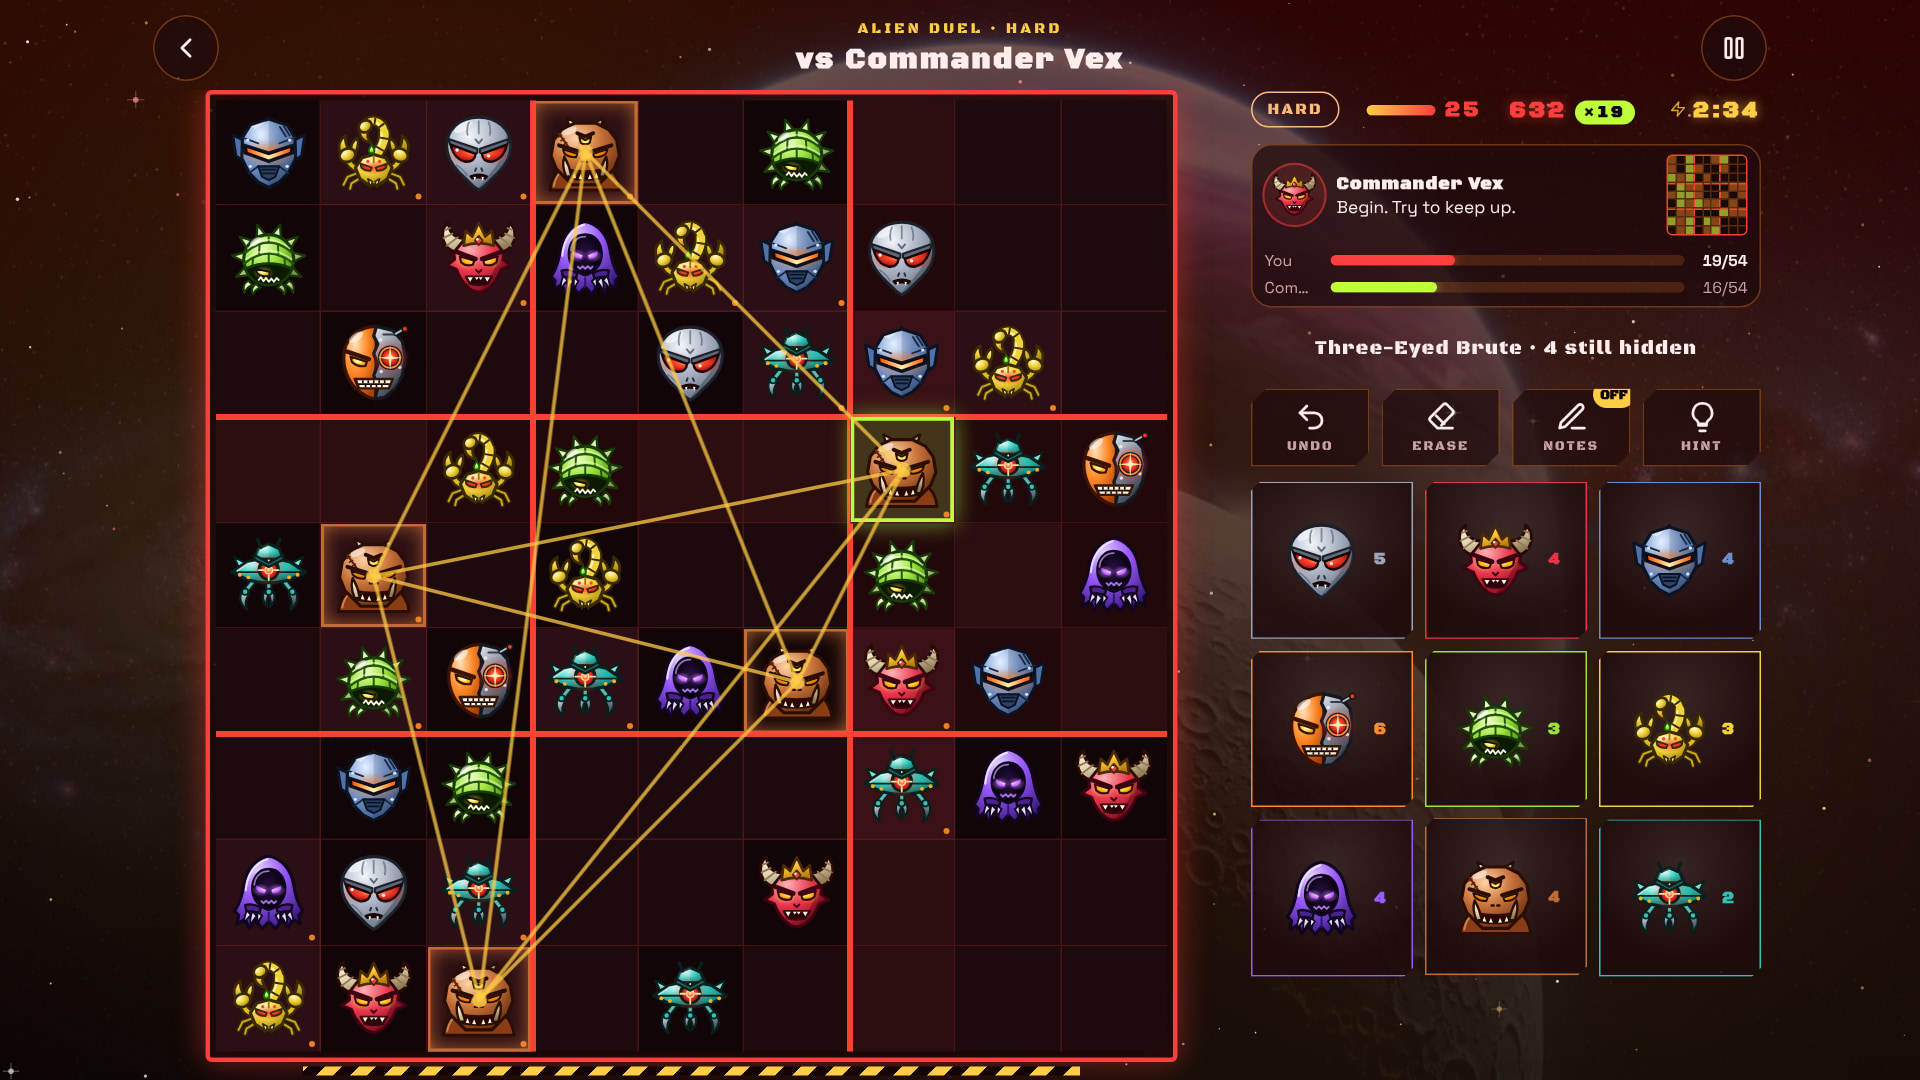 ALIEN DUEL · HARD
vs Commander Vex
HARD
25
632
×19
2:34
Commander Vex
Begin. Try to keep up.
You
19/54
Com...
16/54
Three-Eyed Brute · 4 still hidden
OFF
UNDO
ERASE
NOTES
HINT
5
4
4
6
3
3
4
4
2